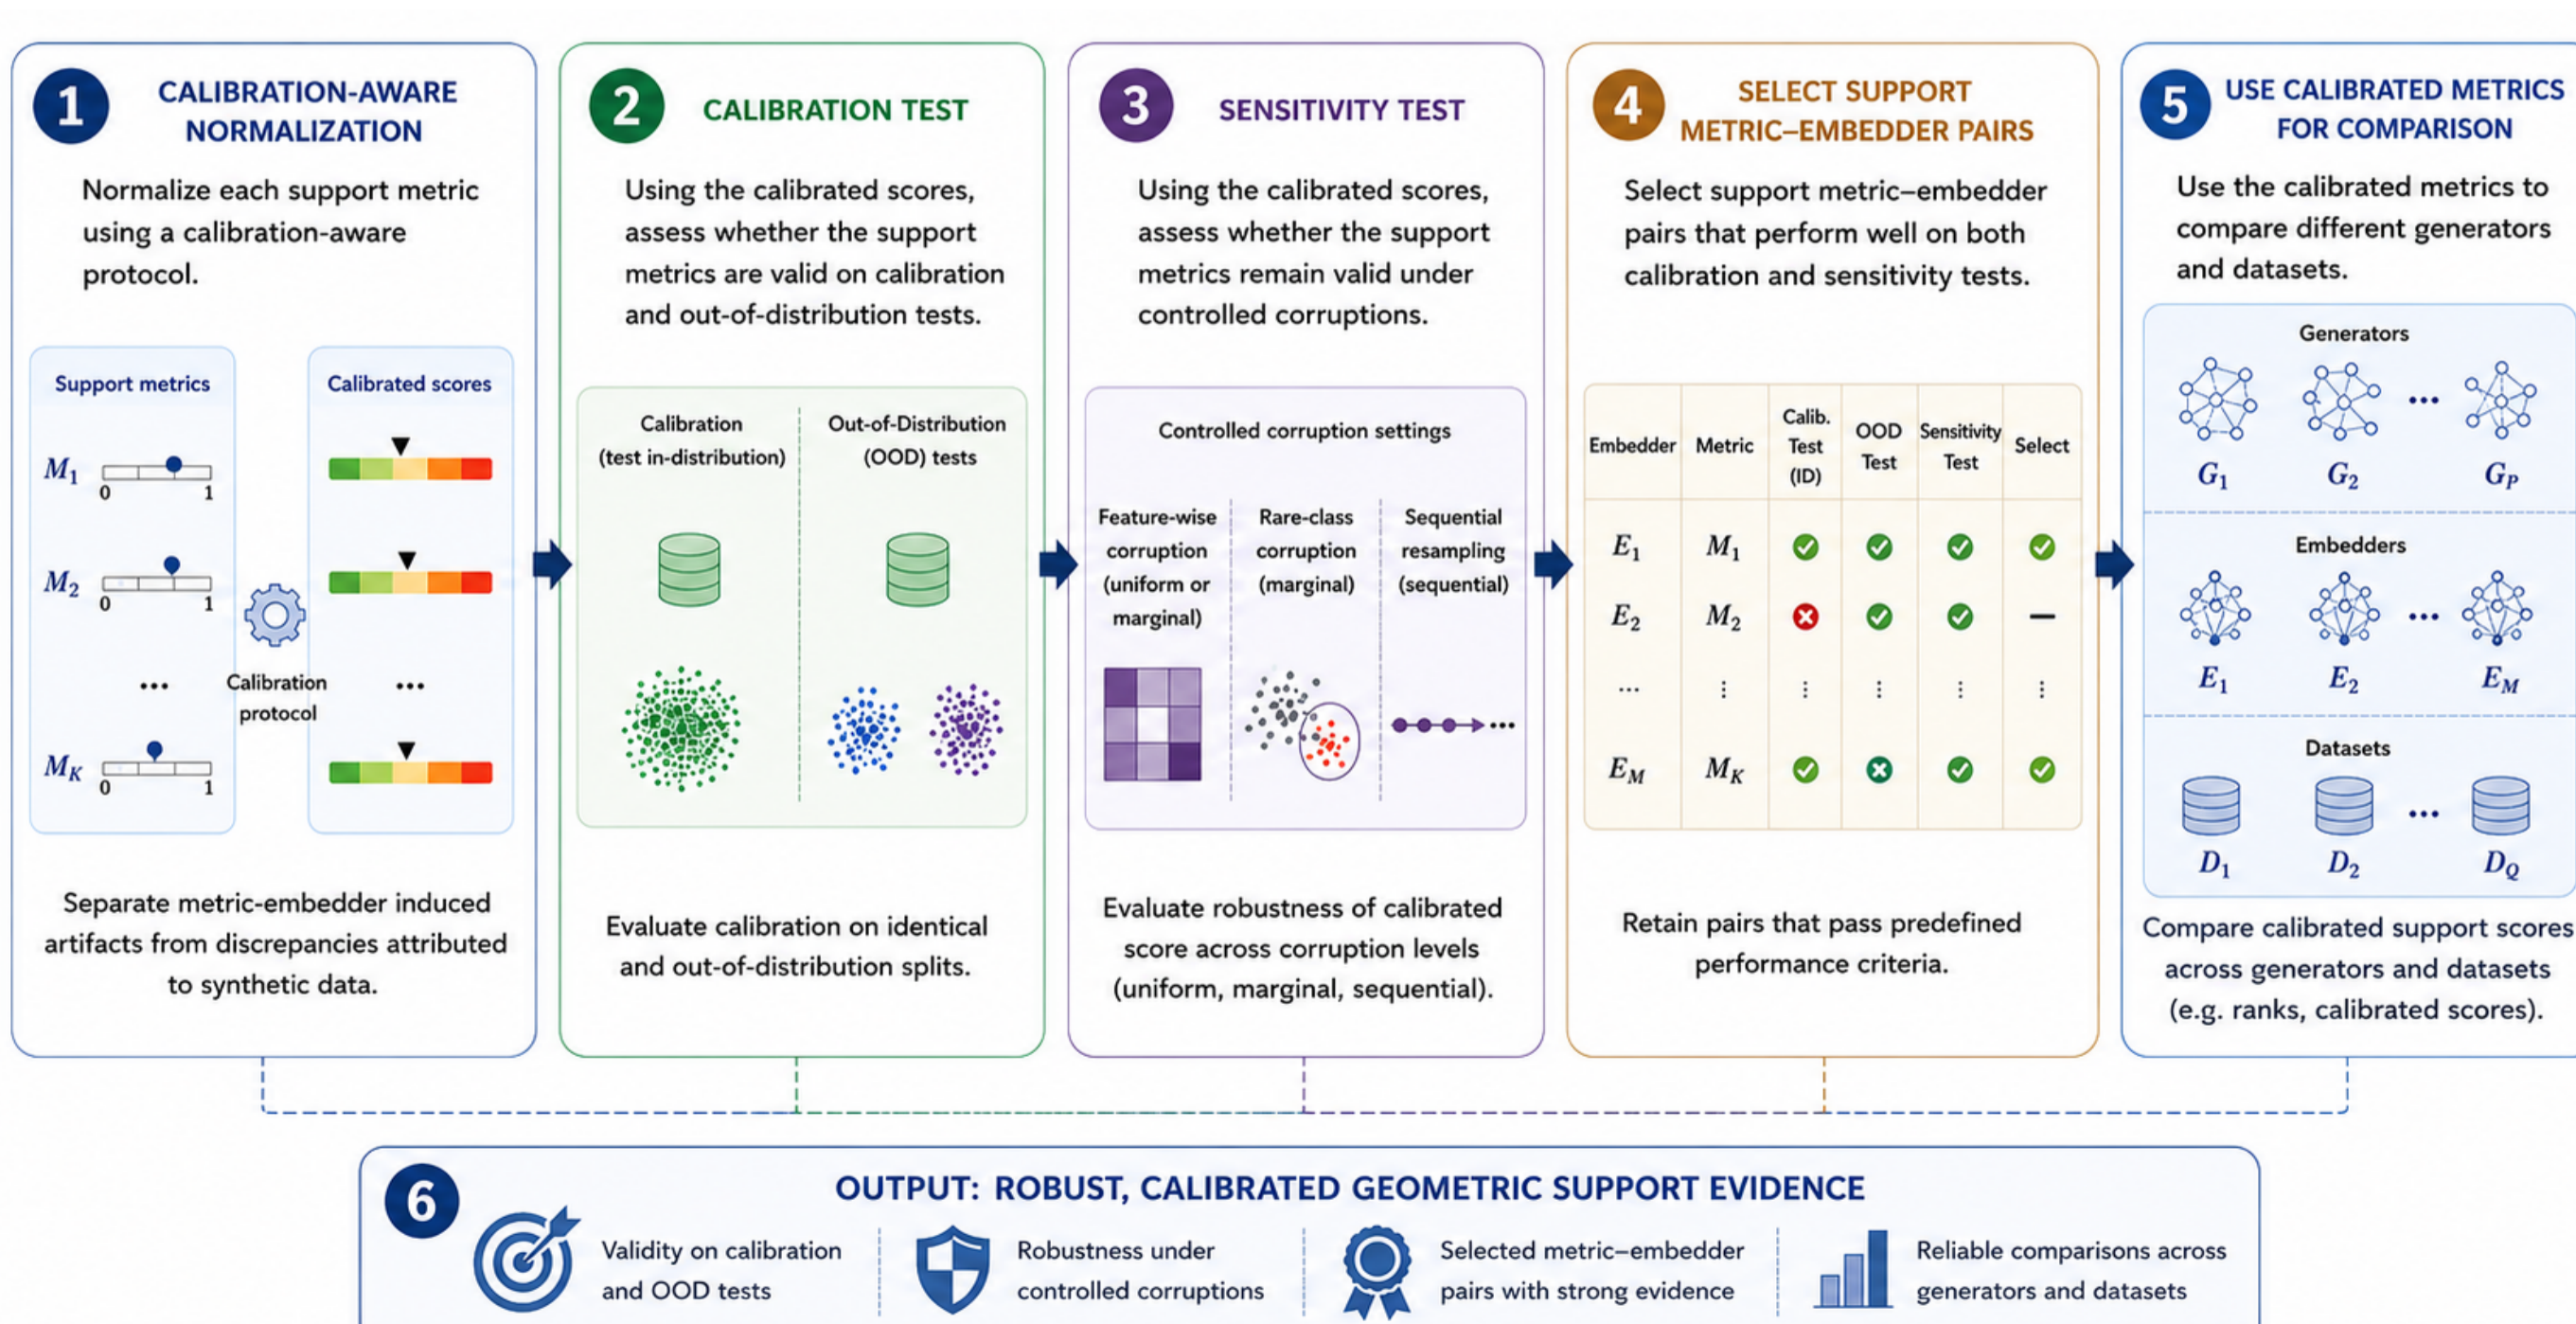 1
CALIBRATION-AWARE
NORMALIZATION
Normalize each support metric
using a calibration-aware
protocol.
Support metrics
Calibrated scores
M1
0 1
M2
0 1
...
...
Calibration
protocol
MK
0 1
Separate metric-embedder induced
artifacts from discrepancies attributed
to synthetic data.
2
CALIBRATION TEST
Using the calibrated scores,
assess whether the support
metrics are valid on calibration
and out-of-distribution tests.
Calibration
(test in-distribution)
Out-of-Distribution
(OOD) tests
Evaluate calibration on identical
and out-of-distribution splits.
3
SENSITIVITY TEST
Using the calibrated scores,
assess whether the support
metrics remain valid under
controlled corruptions.
Controlled corruption settings
Feature-wise
corruption
(uniform or
marginal)
Rare-class
corruption
(marginal)
Sequential
resampling
(sequential)
...
Evaluate robustness of calibrated
score across corruption levels
(uniform, marginal, sequential).
4
SELECT SUPPORT
METRIC–EMBEDDER PAIRS
Select support metric–embedder
pairs that perform well on both
calibration and sensitivity tests.
Embedder
Metric
Calib.
Test
(ID)
OOD
Test
Sensitivity
Test
Select
E1 M1
E2 M2 —
... ⋮ ⋮ ⋮ ⋮ ⋮
EM MK
Retain pairs that pass predefined
performance criteria.
5
USE CALIBRATED METRICS
FOR COMPARISON
Use the calibrated metrics to
compare different generators
and datasets.
Generators
...
G1 G2 GP
Embedders
...
E1 E2 EM
Datasets
...
D1 D2 DQ
Compare calibrated support scores
across generators and datasets
(e.g. ranks, calibrated scores).
6
OUTPUT: ROBUST, CALIBRATED GEOMETRIC SUPPORT EVIDENCE
Validity on calibration
and OOD tests
Robustness under
controlled corruptions
Selected metric–embedder
pairs with strong evidence
Reliable comparisons across
generators and datasets